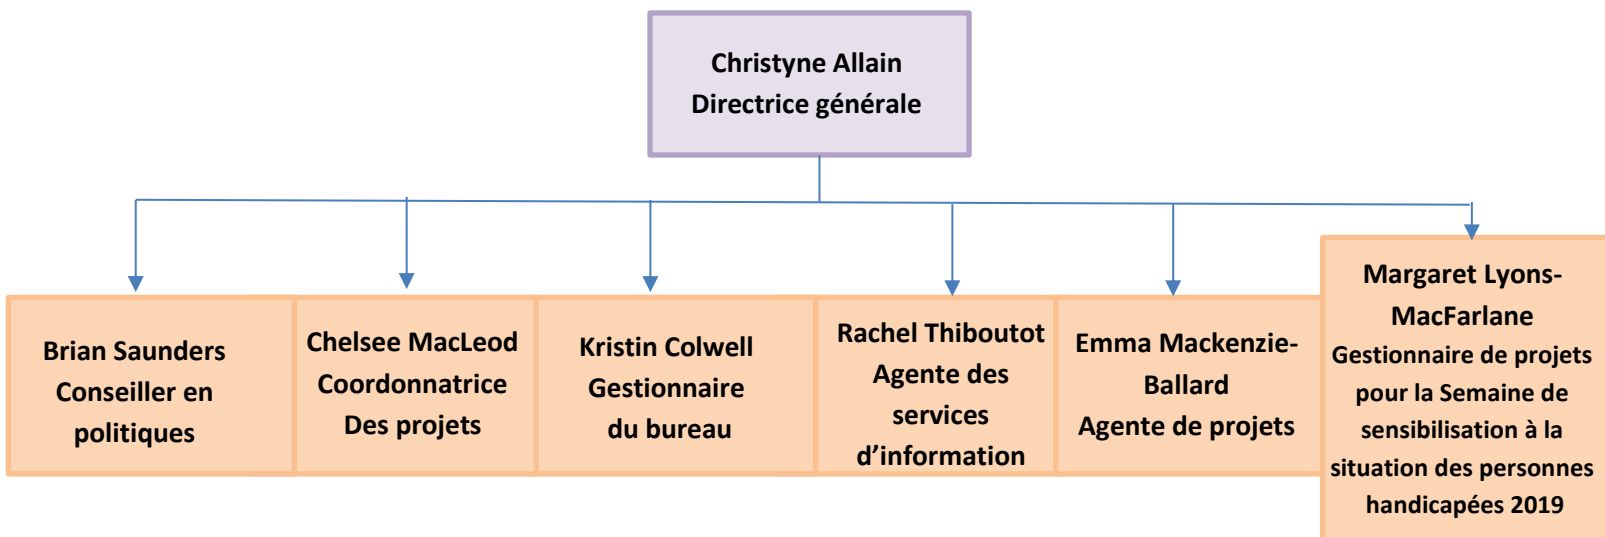 Christyne Allain
Directrice générale
Brian Saunders
Conseiller en
politiques
Chelsee MacLeod
Coordonnatrice
Des projets
Kristin Colwell
Gestionnaire
du bureau
Rachel Thiboutot
Agente des
services
d’information
Emma Mackenzie-
Ballard
Agente de projets
Margaret Lyons-
MacFarlane
Gestionnaire de projets
pour la Semaine de
sensibilisation à la
situation des personnes
handicapées 2019